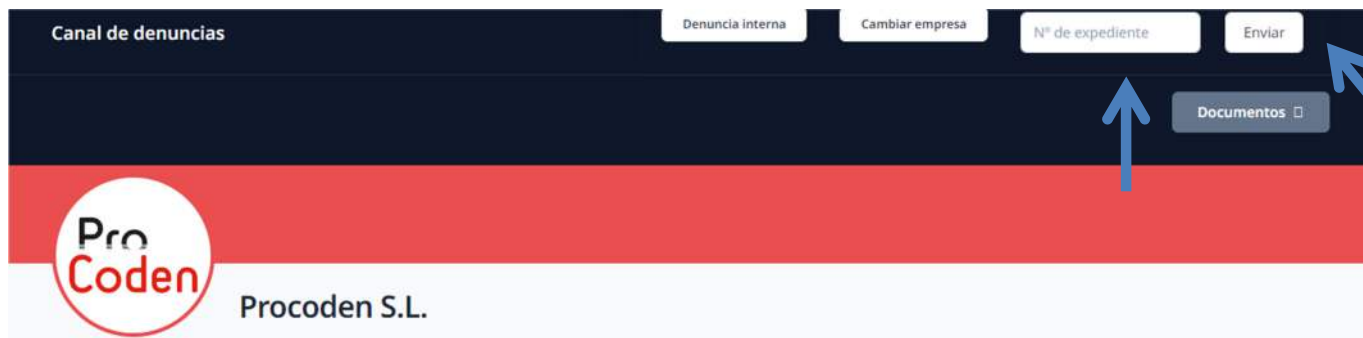 Canal de denuncias
Denuncia interna
Cambiar empresa
Nº de expediente
Enviar
Documentos
Pro
Coden
Procoden S.L.